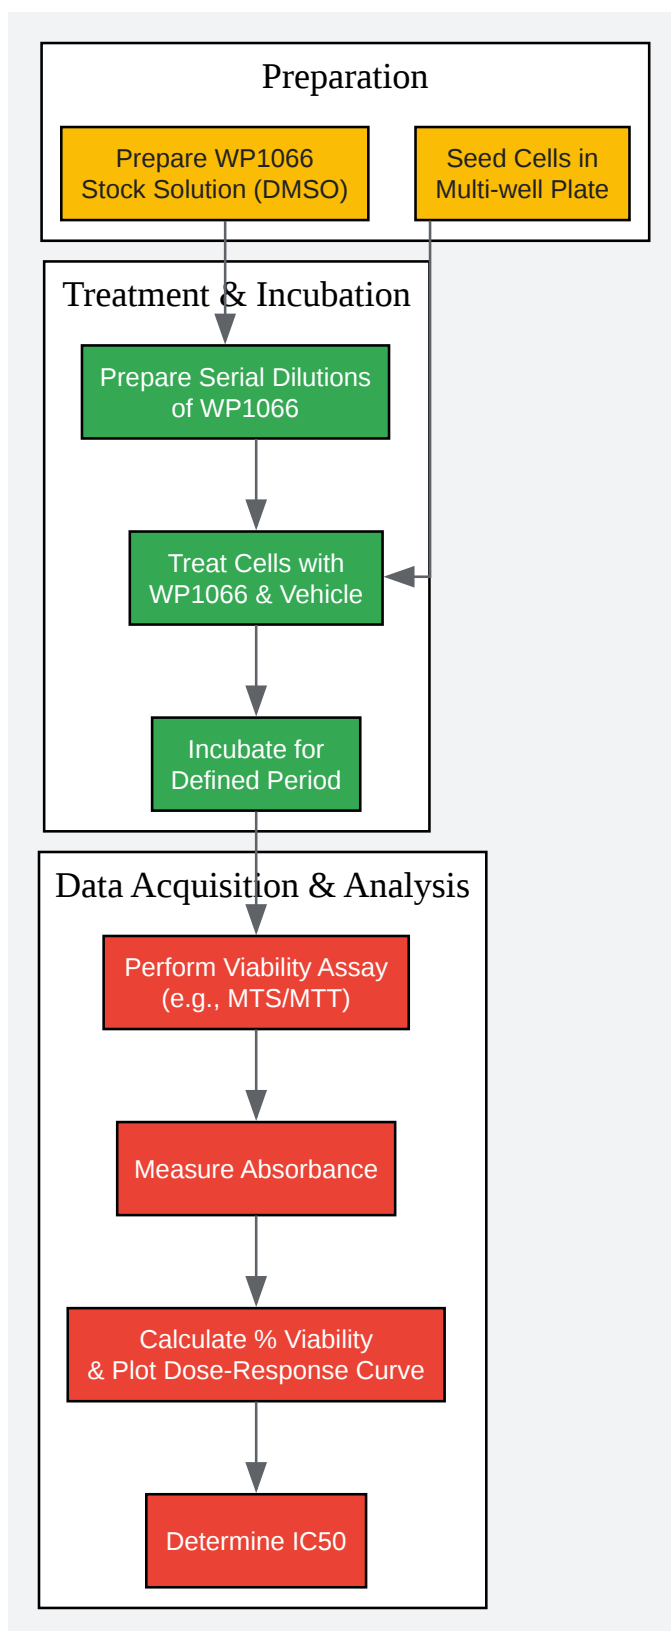 Preparation
Prepare WP1066
Stock Solution (DMSO)
Seed Cells in
Multi-well Plate
Treatment & Incubation
Prepare Serial Dilutions
of WP1066
Treat Cells with
WP1066 & Vehicle
Incubate for
Defined Period
Data Acquisition & Analysis
Perform Viability Assay
(e.g., MTS/MTT)
Measure Absorbance
Calculate % Viability
& Plot Dose-Response Curve
Determine IC50